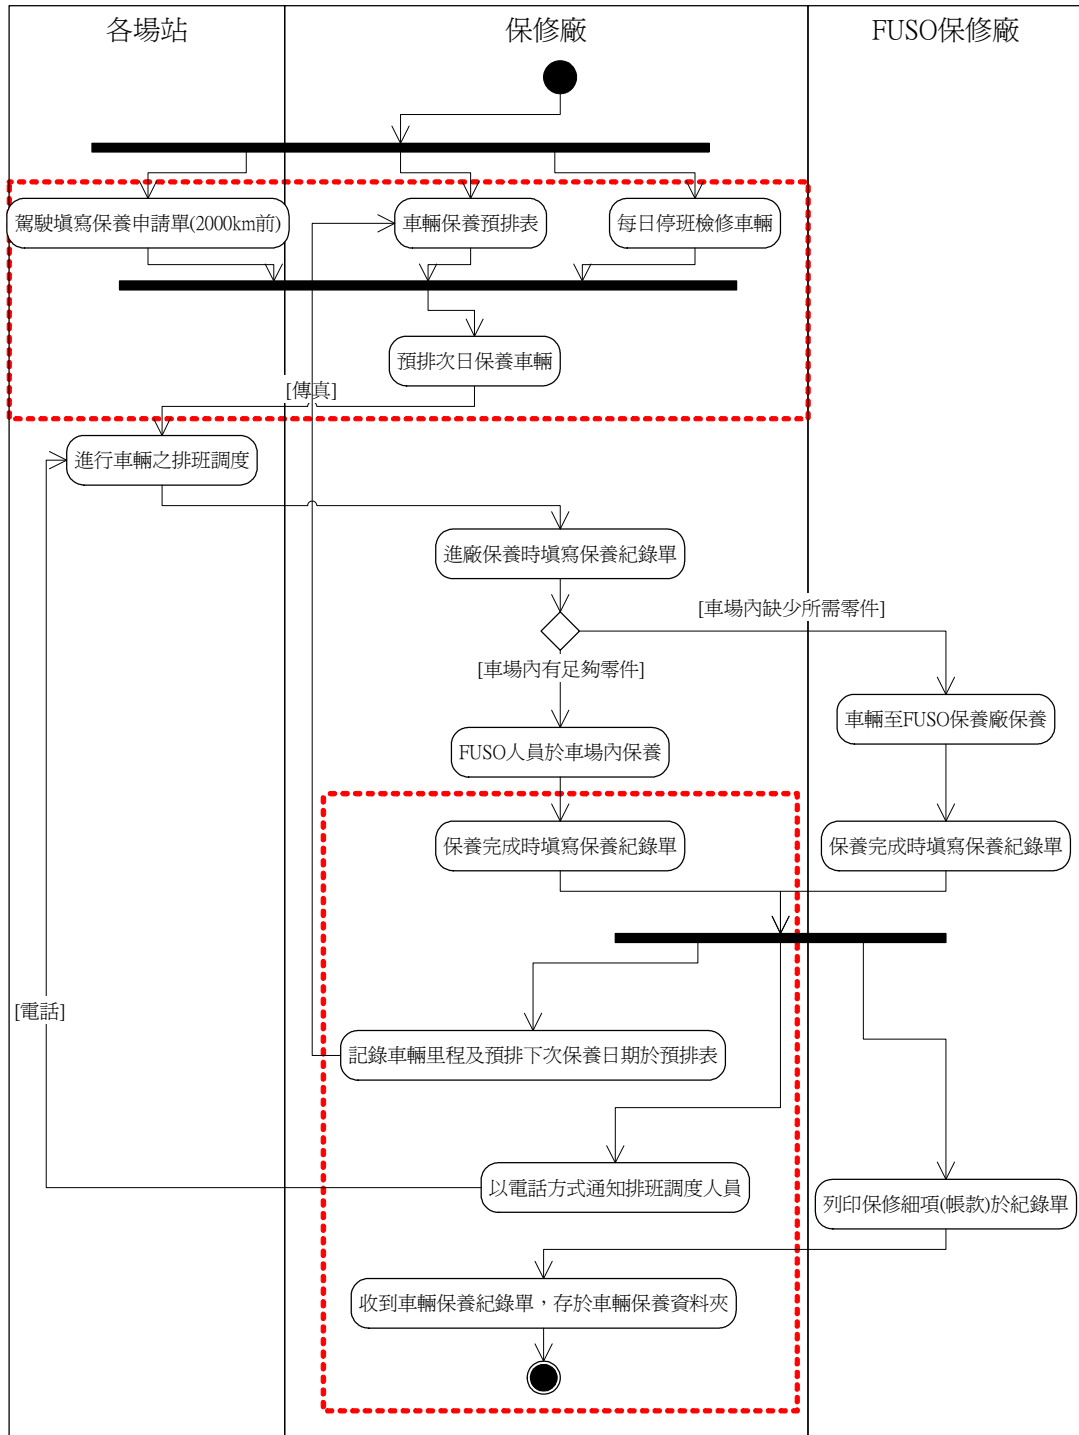 各場站
保修廠
FUSO保修廠
駕駛填寫保養申請單(2000km前)
車輛保養預排表
每日停班檢修車輛
預排次日保養車輛
[傳真]
進行車輛之排班調度
進廠保養時填寫保養紀錄單
[車場內缺少所需零件]
[車場內有足夠零件]
車輛至FUSO保養廠保養
FUSO人員於車場內保養
保養完成時填寫保養紀錄單
保養完成時填寫保養紀錄單
[電話]
記錄車輛里程及預排下次保養日期於預排表
以電話方式通知排班調度人員
列印保修細項(帳款)於紀錄單
收到車輛保養紀錄單，存於車輛保養資料夾